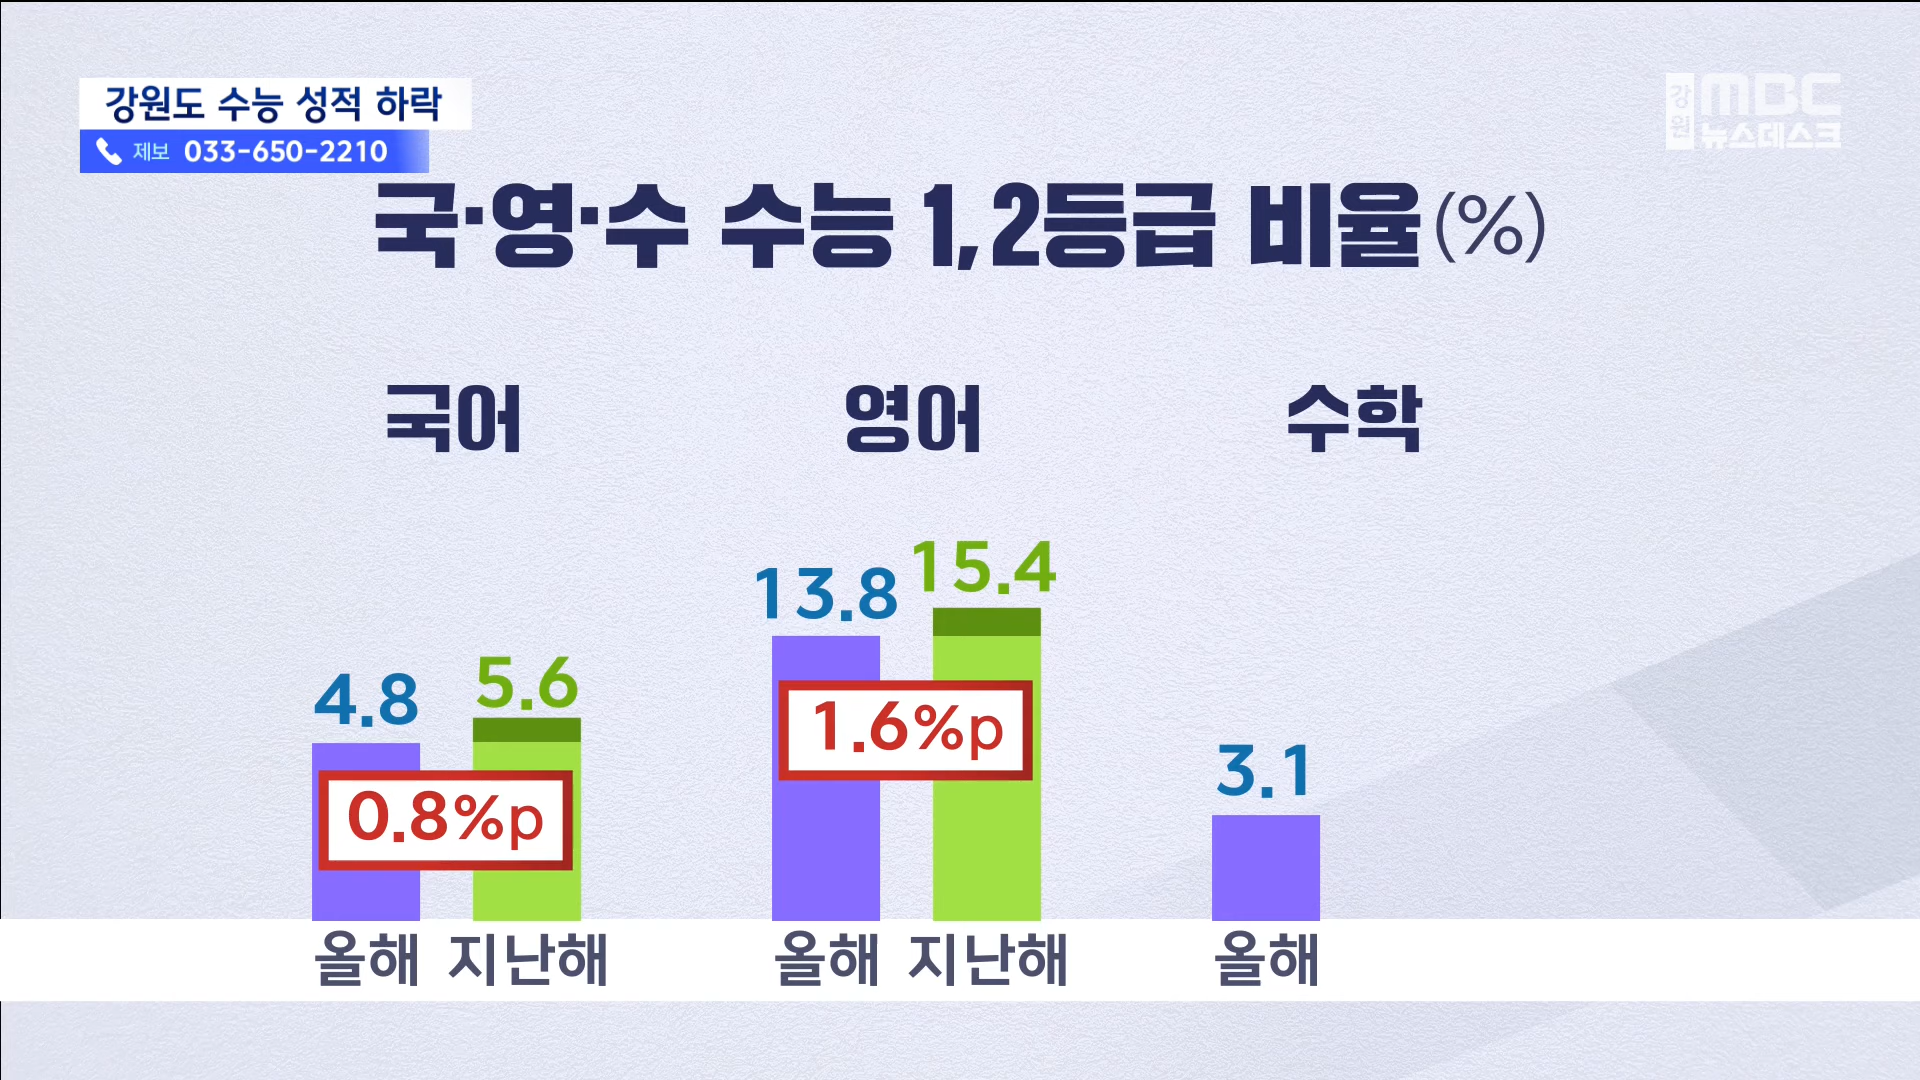 강원도 수능 성적 하락
제보 033-650-2210
강원 MBC
뉴스데스크
국·영·수 수능 1, 2등급 비율(%)
국어 영어 수학
4.8 5.6 13.8 15.4 3.1
0.8%p 1.6%p
올해 지난해 올해 지난해 올해